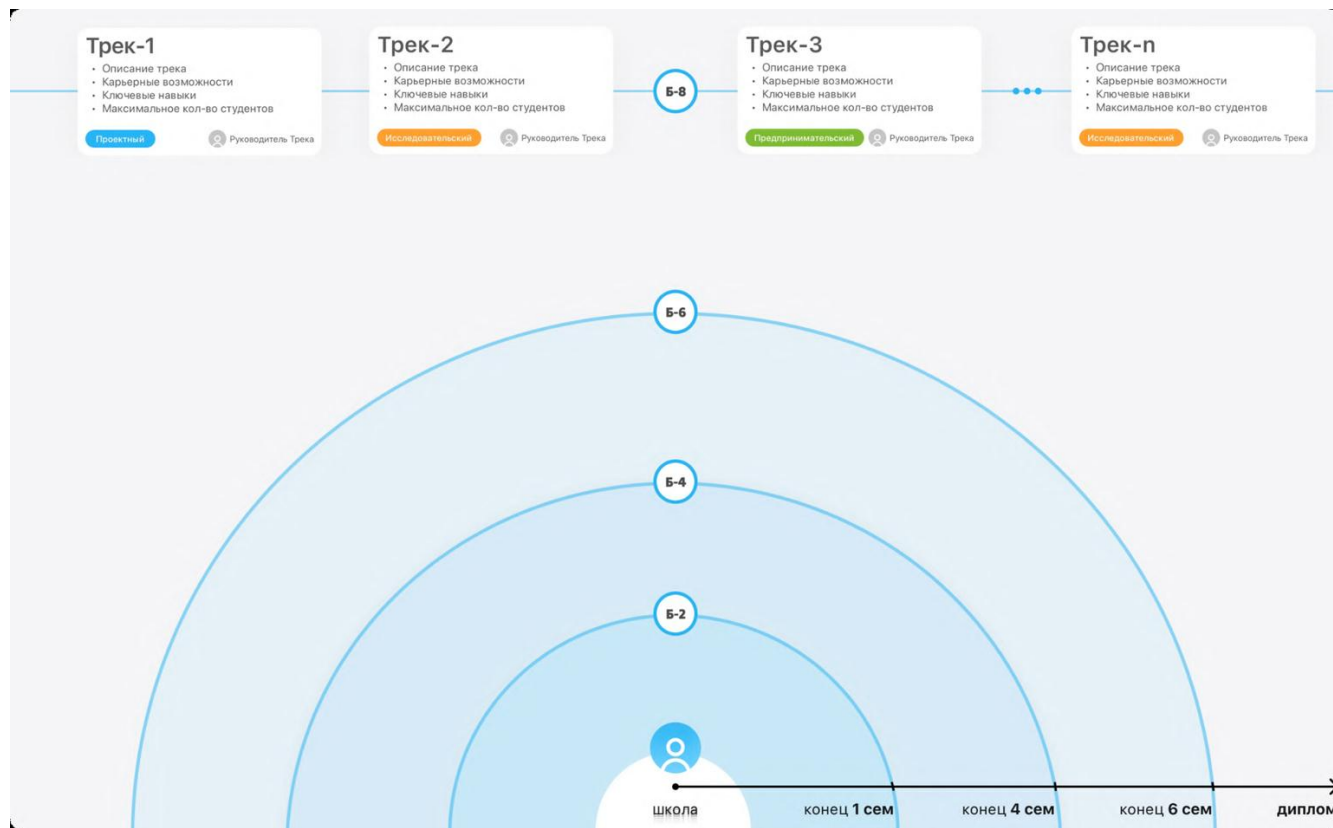 Трек-1
• Описание трека
• Карьерные возможности
• Ключевые навыки
• Максимальное кол-во студентов
Проектный
Руководитель Трека
Трек-2
• Описание трека
• Карьерные возможности
• Ключевые навыки
• Максимальное кол-во студентов
Исследовательский
Руководитель Трека
Б-8
Трек-3
• Описание трека
• Карьерные возможности
• Ключевые навыки
• Максимальное кол-во студентов
Предпринимательский
Руководитель Трека
Трек-n
• Описание трека
• Карьерные возможности
• Ключевые навыки
• Максимальное кол-во студентов
Исследовательский
Руководитель Трека
Б-6
Б-4
Б-2
школа
конец 1 сем
конец 4 сем
конец 6 сем
диплом